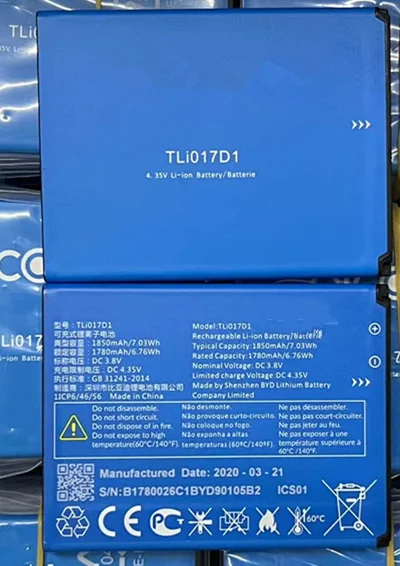 TLi017D1
4.35V Li-ion Battery/Batterie
型号: TLi017D1
可充式锂离子电池
典型容量: 1850mAh/7.03Wh
额定容量: 1780mAh/6.76Wh
标称电压: DC 3.8V
充电限制电压: DC 4.35V
执行: GB 31241-2014
制造商: 深圳市比亚迪锂电池有限公司
1ICP6/46/56
Model:TLi017D1
Rechargeable Li-ion Battery/Batterie
Typical Capacity:1850mAh/7.03Wh
Rated Capacity:1780mAh/6.76Wh
Nominal Voltage:DC3.8V
Limited charge Voltage:DC 4.35V
Made by Shenzhen BYD Lithium Battery
Company Limited
Made in China
Do not disassemble.
Do not short circuit.
Do not dispose of in fire.
Do not expose to high
temperature(60°C/140°F).
Não desmonte.
Não provoque curto-circuito.
Não coloque no fogo.
Não exponha a altas
temperaturas (60°C/140°F).
Ne pas désassembler.
Ne pas court-circuiter.
Ne pas jeter au feu.
Ne pas exposer à une
température supérieure à
60°C /140°F.
Manufactured Date: 2020 - 03 - 21
S/N:B1780026C1BYD90105B2 ICS01
60°C
TLi017D1